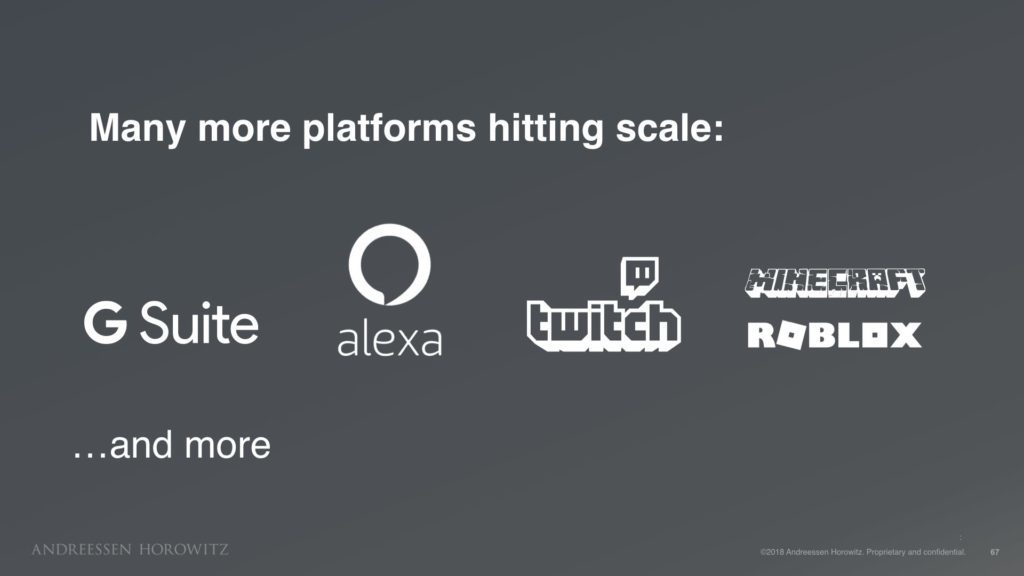 Many more platforms hitting scale:
G Suite
alexa
twitch
MINECRAFT
ROBLOX
…and more
ANDREESSEN HOROWITZ
:
©2018 Andreessen Horowitz. Proprietary and confidential. 67